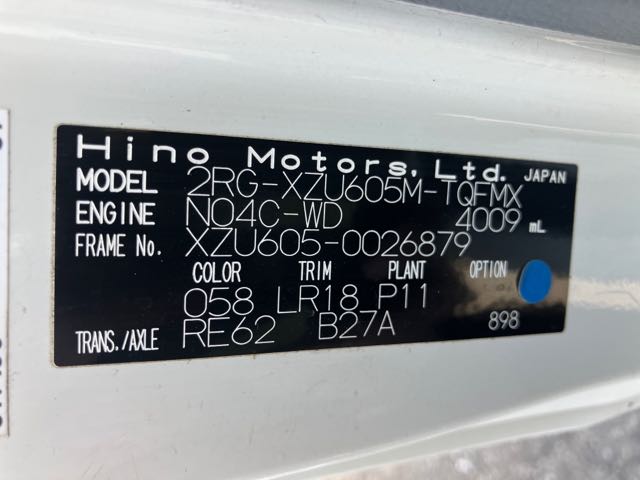 Hino Motors, Ltd. JAPAN
MODEL 2RG-XZU605M-TQFMX
ENGINE N04C-WD 4009 mL
FRAME No. XZU605-0026879
COLOR TRIM PLANT OPTION
058 LR18 P11
TRANS./AXLE RE62 B27A 898